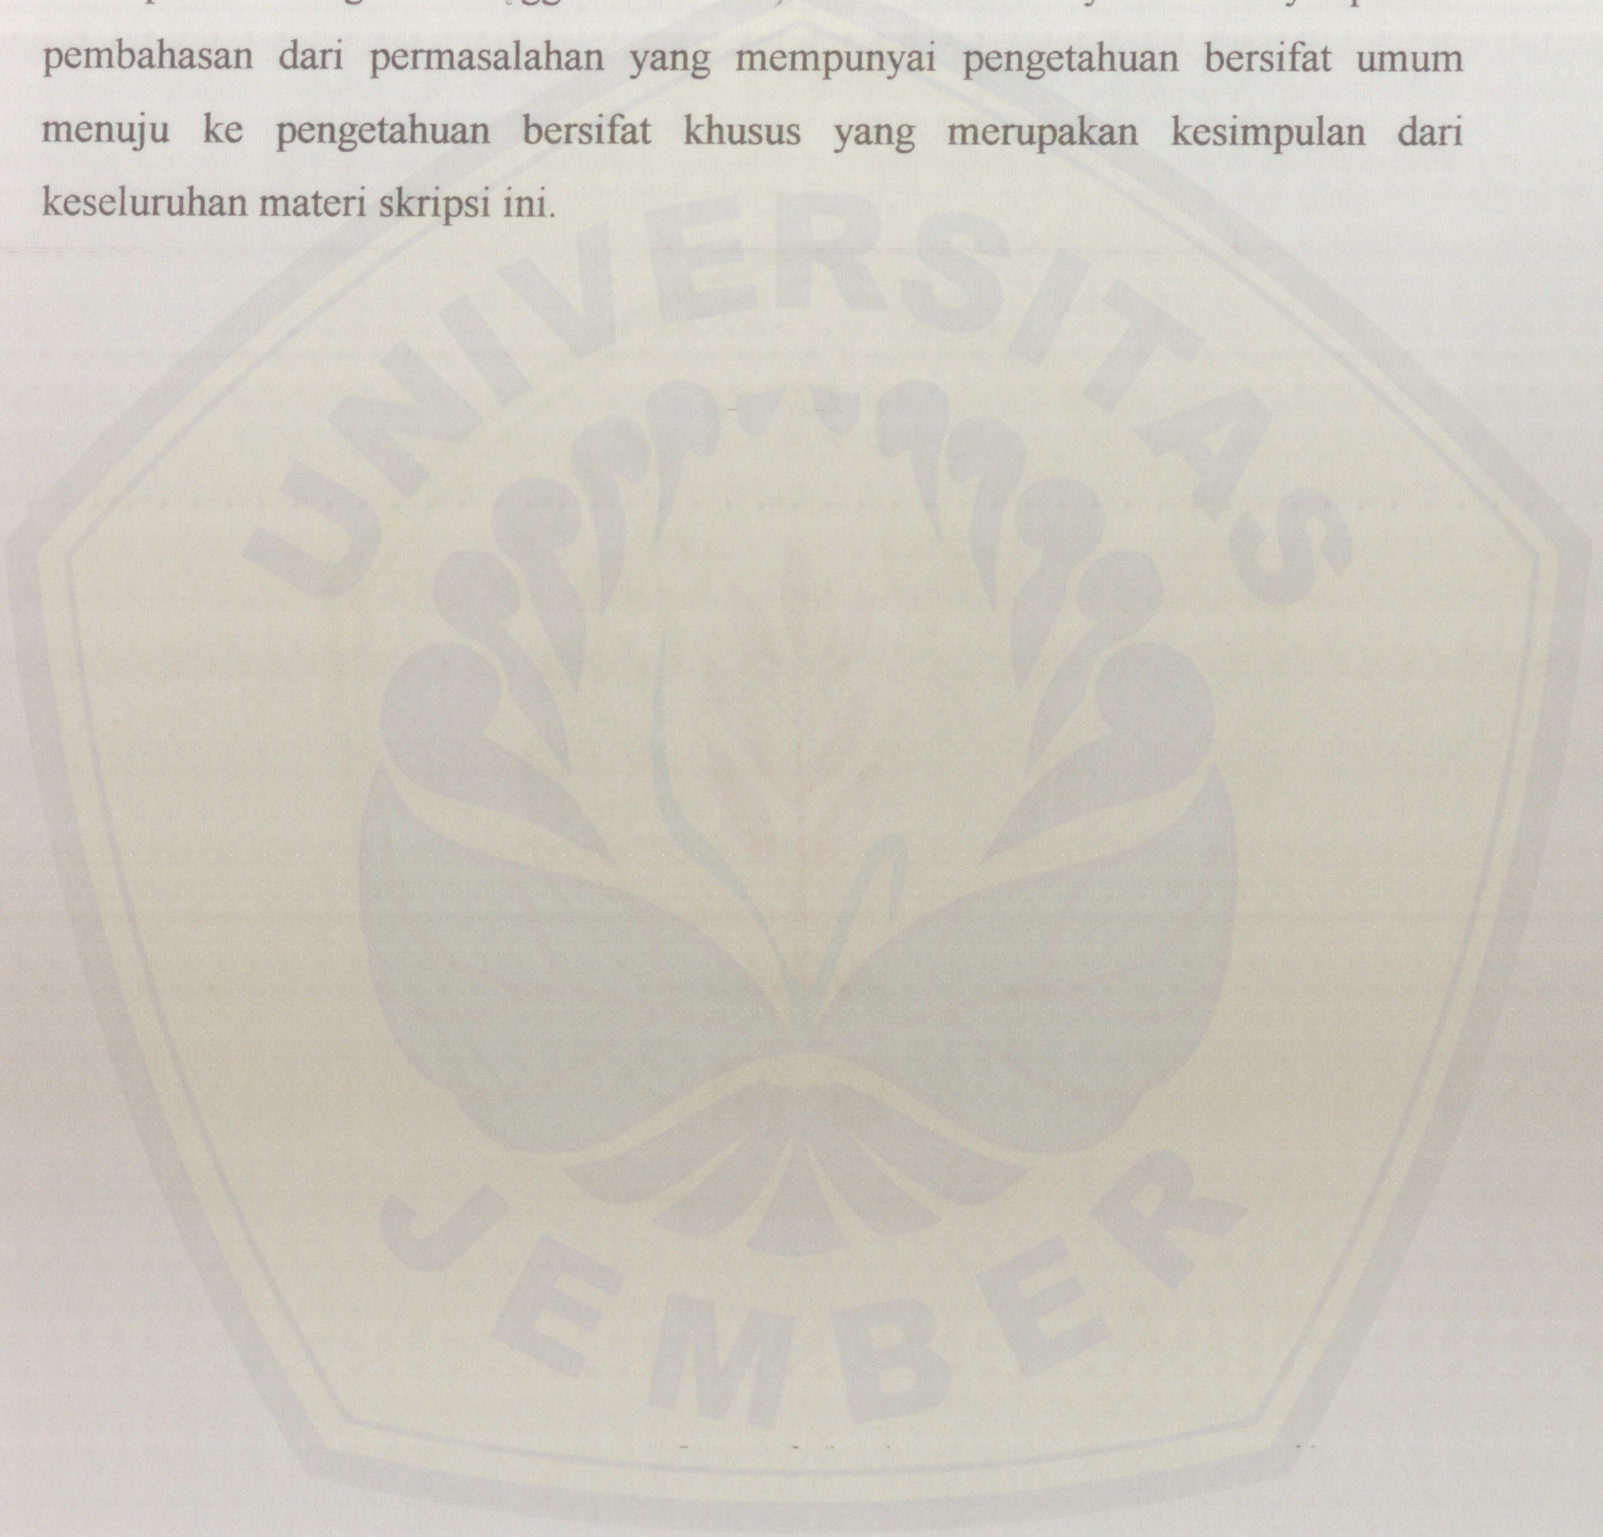 pembahasan dari permasalahan yang mempunyai pengetahuan bersifat umum
menuju ke pengetahuan bersifat khusus yang merupakan kesimpulan dari
keseluruhan materi skripsi ini.
UNIVERSITAS
JEMBER